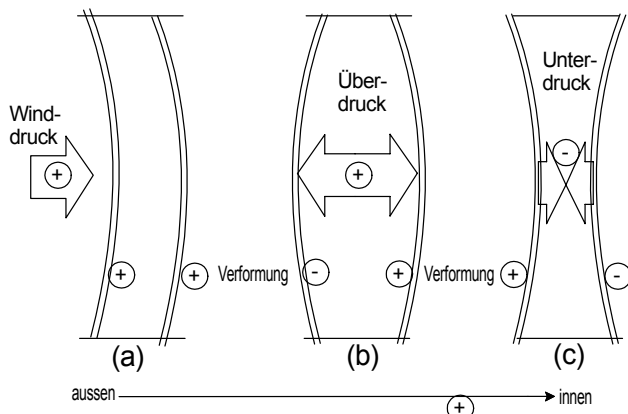 Wind-
druck
+
+
+
(a)
Über-
druck
+
Verformung
-
+
(b)
Unter-
druck
-
Verformung
+
-
(c)
aussen
+
innen